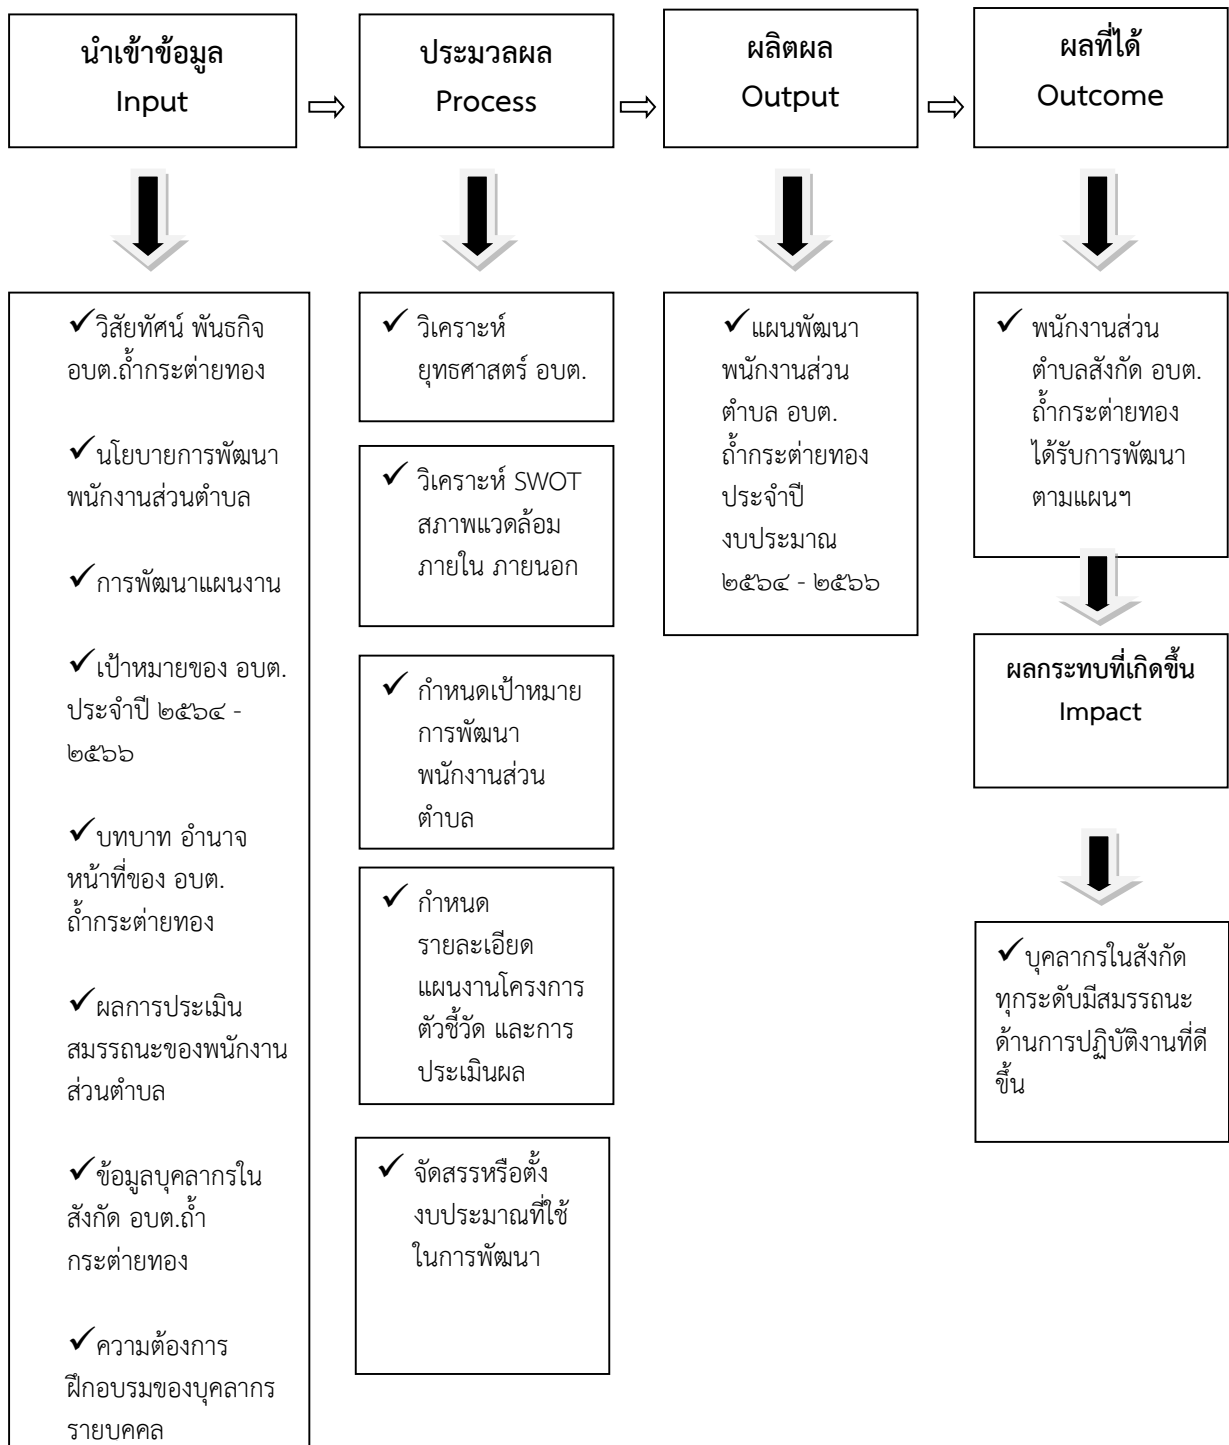 นำเข้าข้อมูล
Input
ประมวลผล
Process
ผลิตผล
Output
ผลที่ได้
Outcome
✓วิสัยทัศน์ พันธกิจ
อบต.ถ้ำกระต่ายทอง
✓นโยบายการพัฒนา
พนักงานส่วนตำบล
✓การพัฒนาแผนงาน
✓เป้าหมายของ อบต.
ประจำปี ๒๕๖๔ -
๒๕๖๖
✓บทบาท อำนาจ
หน้าที่ของ อบต.
ถ้ำกระต่ายทอง
✓ผลการประเมิน
สมรรถนะของพนักงาน
ส่วนตำบล
✓ข้อมูลบุคลากรใน
สังกัด อบต.ถ้ำ
กระต่ายทอง
✓ความต้องการ
ฝึกอบรมของบุคลากร
รายบคคล
✓ วิเคราะห์
ยุทธศาสตร์ อบต.
✓ วิเคราะห์ SWOT
สภาพแวดล้อม
ภายใน ภายนอก
✓ กำหนดเป้าหมาย
การพัฒนา
พนักงานส่วน
ตำบล
✓ กำหนด
รายละเอียด
แผนงานโครงการ
ตัวชี้วัด และการ
ประเมินผล
✓ จัดสรรหรือตั้ง
งบประมาณที่ใช้
ในการพัฒนา
✓แผนพัฒนา
พนักงานส่วน
ตำบล อบต.
ถ้ำกระต่ายทอง
ประจำปี
งบประมาณ
๒๕๖๔ - ๒๕๖๖
✓ พนักงานส่วน
ตำบลสังกัด อบต.
ถ้ำกระต่ายทอง
ได้รับการพัฒนา
ตามแผนฯ
ผลกระทบที่เกิดขึ้น
Impact
✓บุคลากรในสังกัด
ทุกระดับมีสมรรถนะ
ด้านการปฏิบัติงานที่ดี
ขึ้น